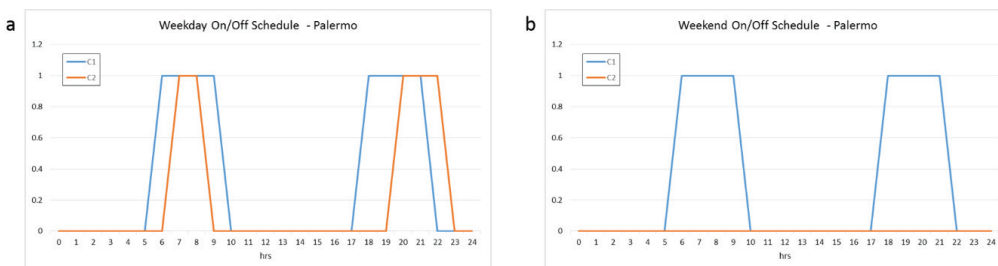 a
Weekday On/Off Schedule - Palermo
1.2
C1
1
C2
0.8
0.6
0.4
0.2
0
0 1 2 3 4 5 6 7 8 9 10 11 12 13 14 15 16 17 18 19 20 21 22 23 24
hrs
b
Weekend On/Off Schedule - Palermo
1.2
C1
1
C2
0.8
0.6
0.4
0.2
0
0 1 2 3 4 5 6 7 8 9 10 11 12 13 14 15 16 17 18 19 20 21 22 23 24
hrs